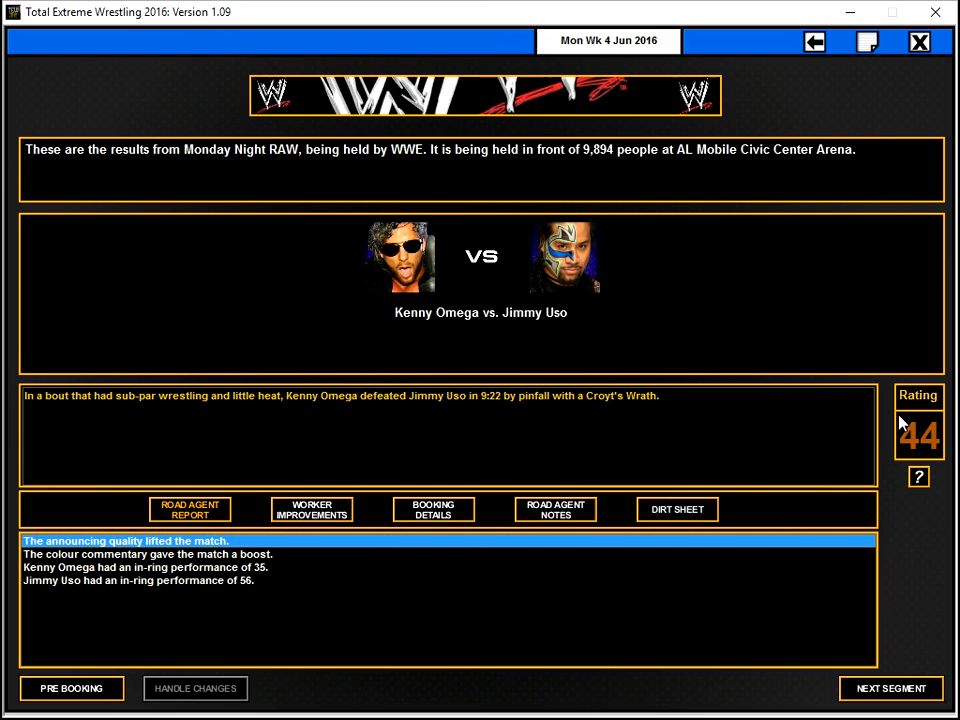 Total Extreme Wrestling 2016: Version 1.09
Mon Wk 4 Jun 2016
These are the results from Monday Night RAW, being held by WWE. It is being held in front of 9,894 people at AL Mobile Civic Center Arena.
VS
Kenny Omega vs. Jimmy Uso
In a bout that had sub-par wrestling and little heat, Kenny Omega defeated Jimmy Uso in 9:22 by pinfall with a Croyt's Wrath.
Rating
44
?
ROAD AGENT
REPORT
WORKER
IMPROVEMENTS
BOOKING
DETAILS
ROAD AGENT
NOTES
DIRT SHEET
The announcing quality lifted the match.
The colour commentary gave the match a boost.
Kenny Omega had an in-ring performance of 35.
Jimmy Uso had an in-ring performance of 56.
PRE BOOKING
HANDLE CHANGES
NEXT SEGMENT